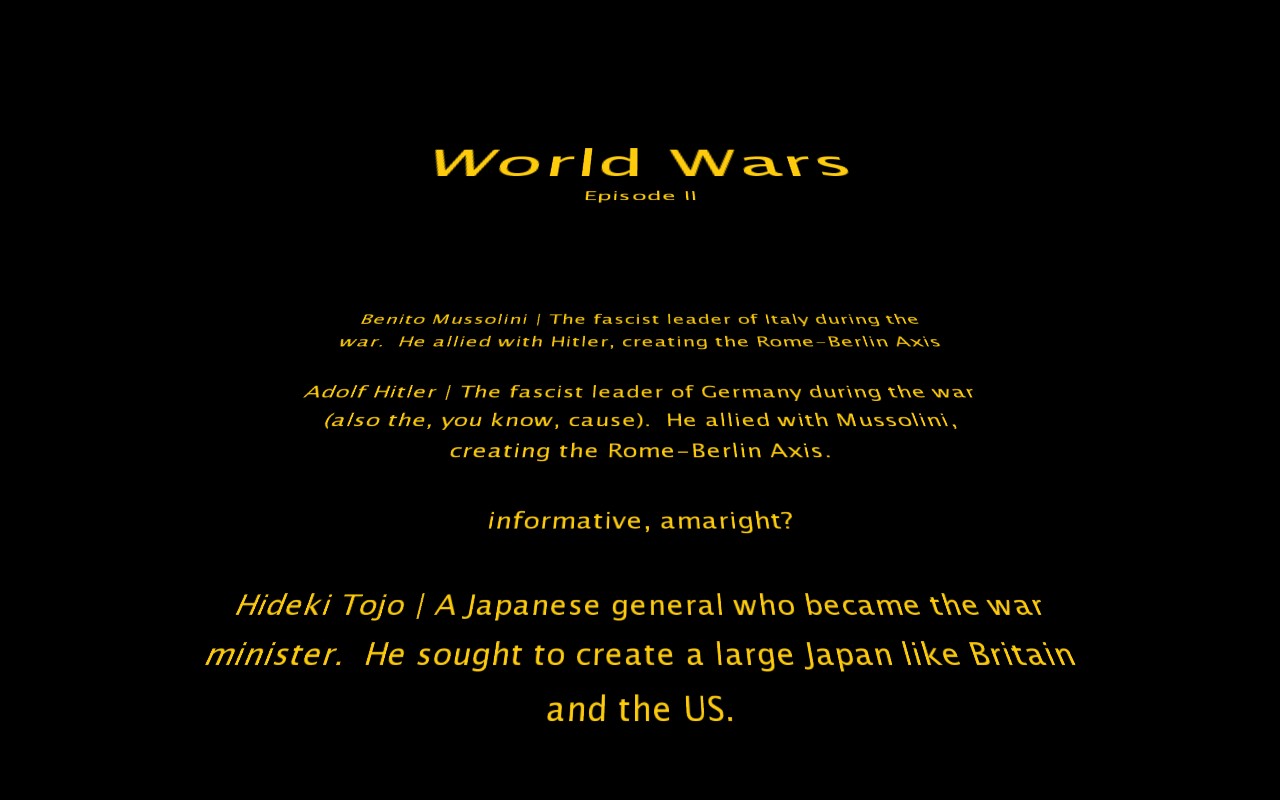 World Wars
Episode II
Benito Mussolini | The fascist leader of Italy during the
war.  He allied with Hitler, creating the Rome-Berlin Axis
Adolf Hitler | The fascist leader of Germany during the war
(also the, you know, cause).  He allied with Mussolini,
creating the Rome-Berlin Axis.
informative, amaright?
Hideki Tojo | A Japanese general who became the war
minister.  He sought to create a large Japan like Britain
and the US.